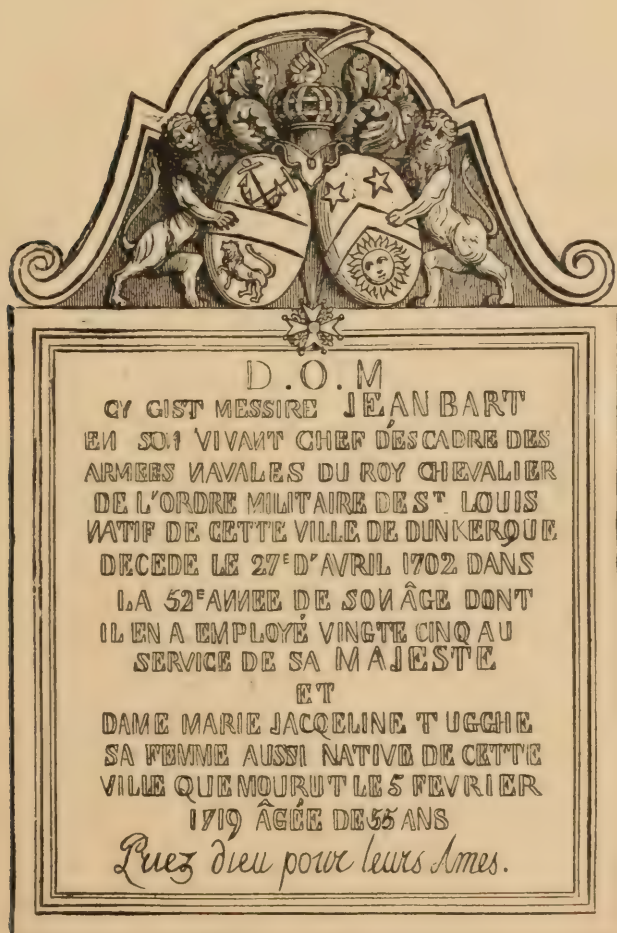 D.O.M
CY GIST MESSIRE JEAN BART
EN SON VIVANT CHEF DÉSCADRE DES
ARMEES NAVALES DU ROY CHEVALIER
DE L'ORDRE MILITAIRE DE ST. LOUIS
NATIF DE CETTE VILLE DE DUNKERQUE
DECEDE LE 27E D'AVRIL 1702 DANS
LA 52E ANNEE DE SON ÂGE DONT
IL EN A EMPLOYÉ VINGTE CINQ AU
SERVICE DE SA MAJESTE
ET
DAME MARIE JACQELINE TUGGHE
SA FEMME AUSSI NATIVE DE CETTE
VILLE QUE MOURUT LE 5 FEVRIER
1719 ÂGÉE DE 55 ANS
Priez dieu pour leurs Ames.